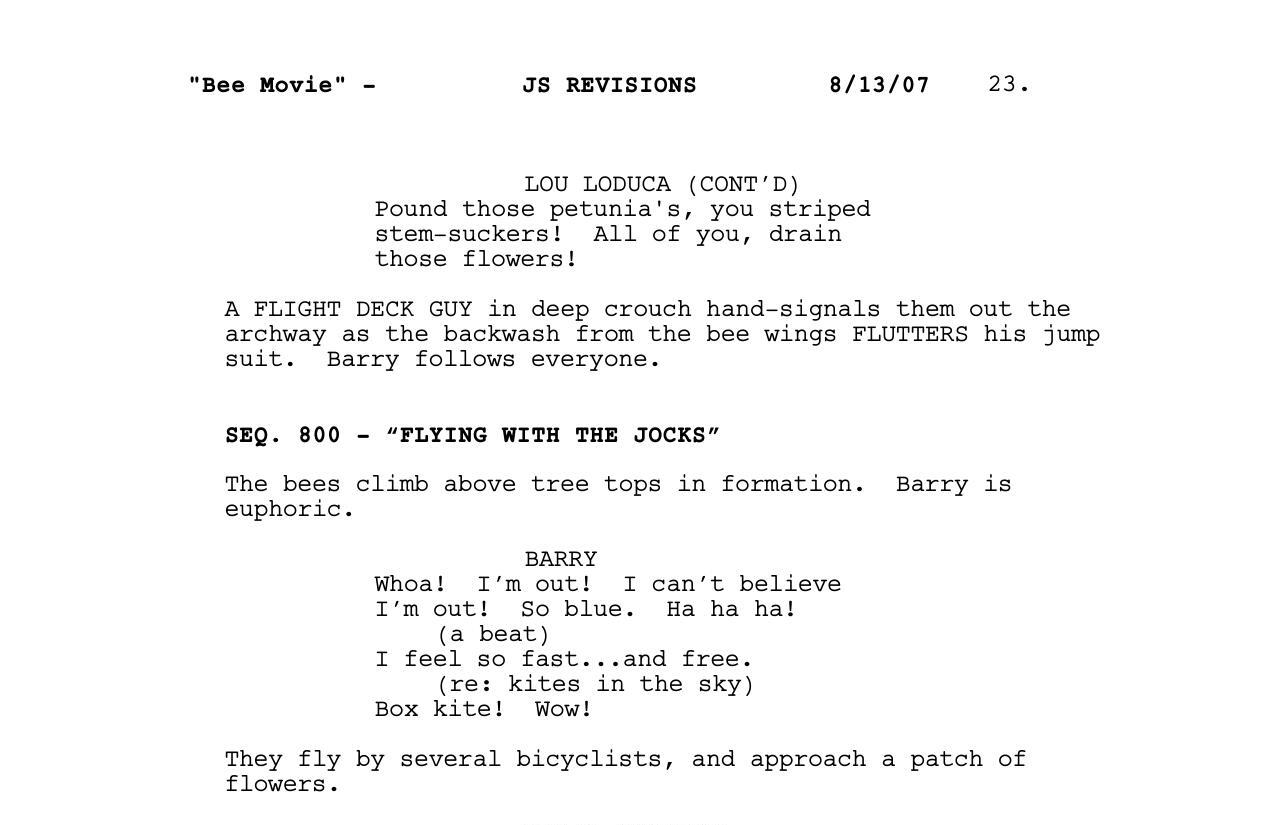 "Bee Movie" - JS REVISIONS 8/13/07 23.
LOU LODUCA (CONT’D)
Pound those petunia's, you striped
stem-suckers!  All of you, drain
those flowers!
A FLIGHT DECK GUY in deep crouch hand-signals them out the
archway as the backwash from the bee wings FLUTTERS his jump
suit.  Barry follows everyone.
SEQ. 800 - “FLYING WITH THE JOCKS”
The bees climb above tree tops in formation.  Barry is
euphoric.
BARRY
Whoa!  I’m out!  I can’t believe
I’m out!  So blue.  Ha ha ha!
(a beat)
I feel so fast...and free.
(re: kites in the sky)
Box kite!  Wow!
They fly by several bicyclists, and approach a patch of
flowers.